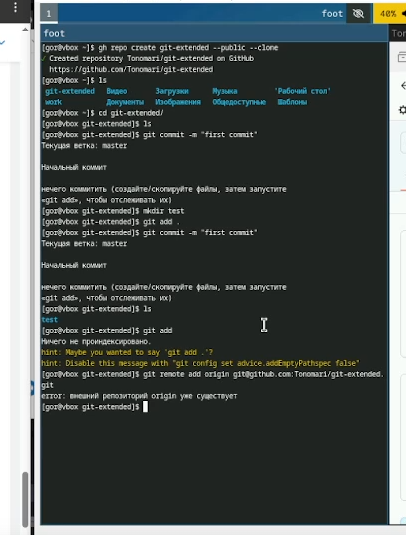 1
foot
40%
foot
[gor@vbox ~]$ gh repo create git-extended --public --clone
✓ Created repository Tonomari/git-extended on GitHub
https://github.com/Tonomari/git-extended
[gor@vbox ~]$ ls
git-extended Видео Загрузки Музыка 'Рабочий стол'
work Документы Изображения Общедоступные Шаблоны
[gor@vbox ~]$ cd git-extended/
[gor@vbox git-extended]$ ls
[gor@vbox git-extended]$ git commit -m "first commit"
Текущая ветка: master
Начальный коммит
нечего коммитить (создайте/скопируйте файлы, затем запустите
«git add», чтобы отслеживать их)
[gor@vbox git-extended]$ mkdir test
[gor@vbox git-extended]$ git add .
[gor@vbox git-extended]$ git commit -m "first commit"
Текущая ветка: master
Начальный коммит
нечего коммитить (создайте/скопируйте файлы, затем запустите
«git add», чтобы отслеживать их)
[gor@vbox git-extended]$ ls
test
[gor@vbox git-extended]$ git add
Ничего не проиндексировано.
hint: Maybe you wanted to say 'git add .'?
hint: Disable this message with "git config set advice.addEmptyPathspec false"
[gor@vbox git-extended]$ git remote add origin git@github.com:Tonomari/git-extended.
git
error: внешний репозиторий origin уже существует
[gor@vbox git-extended]$